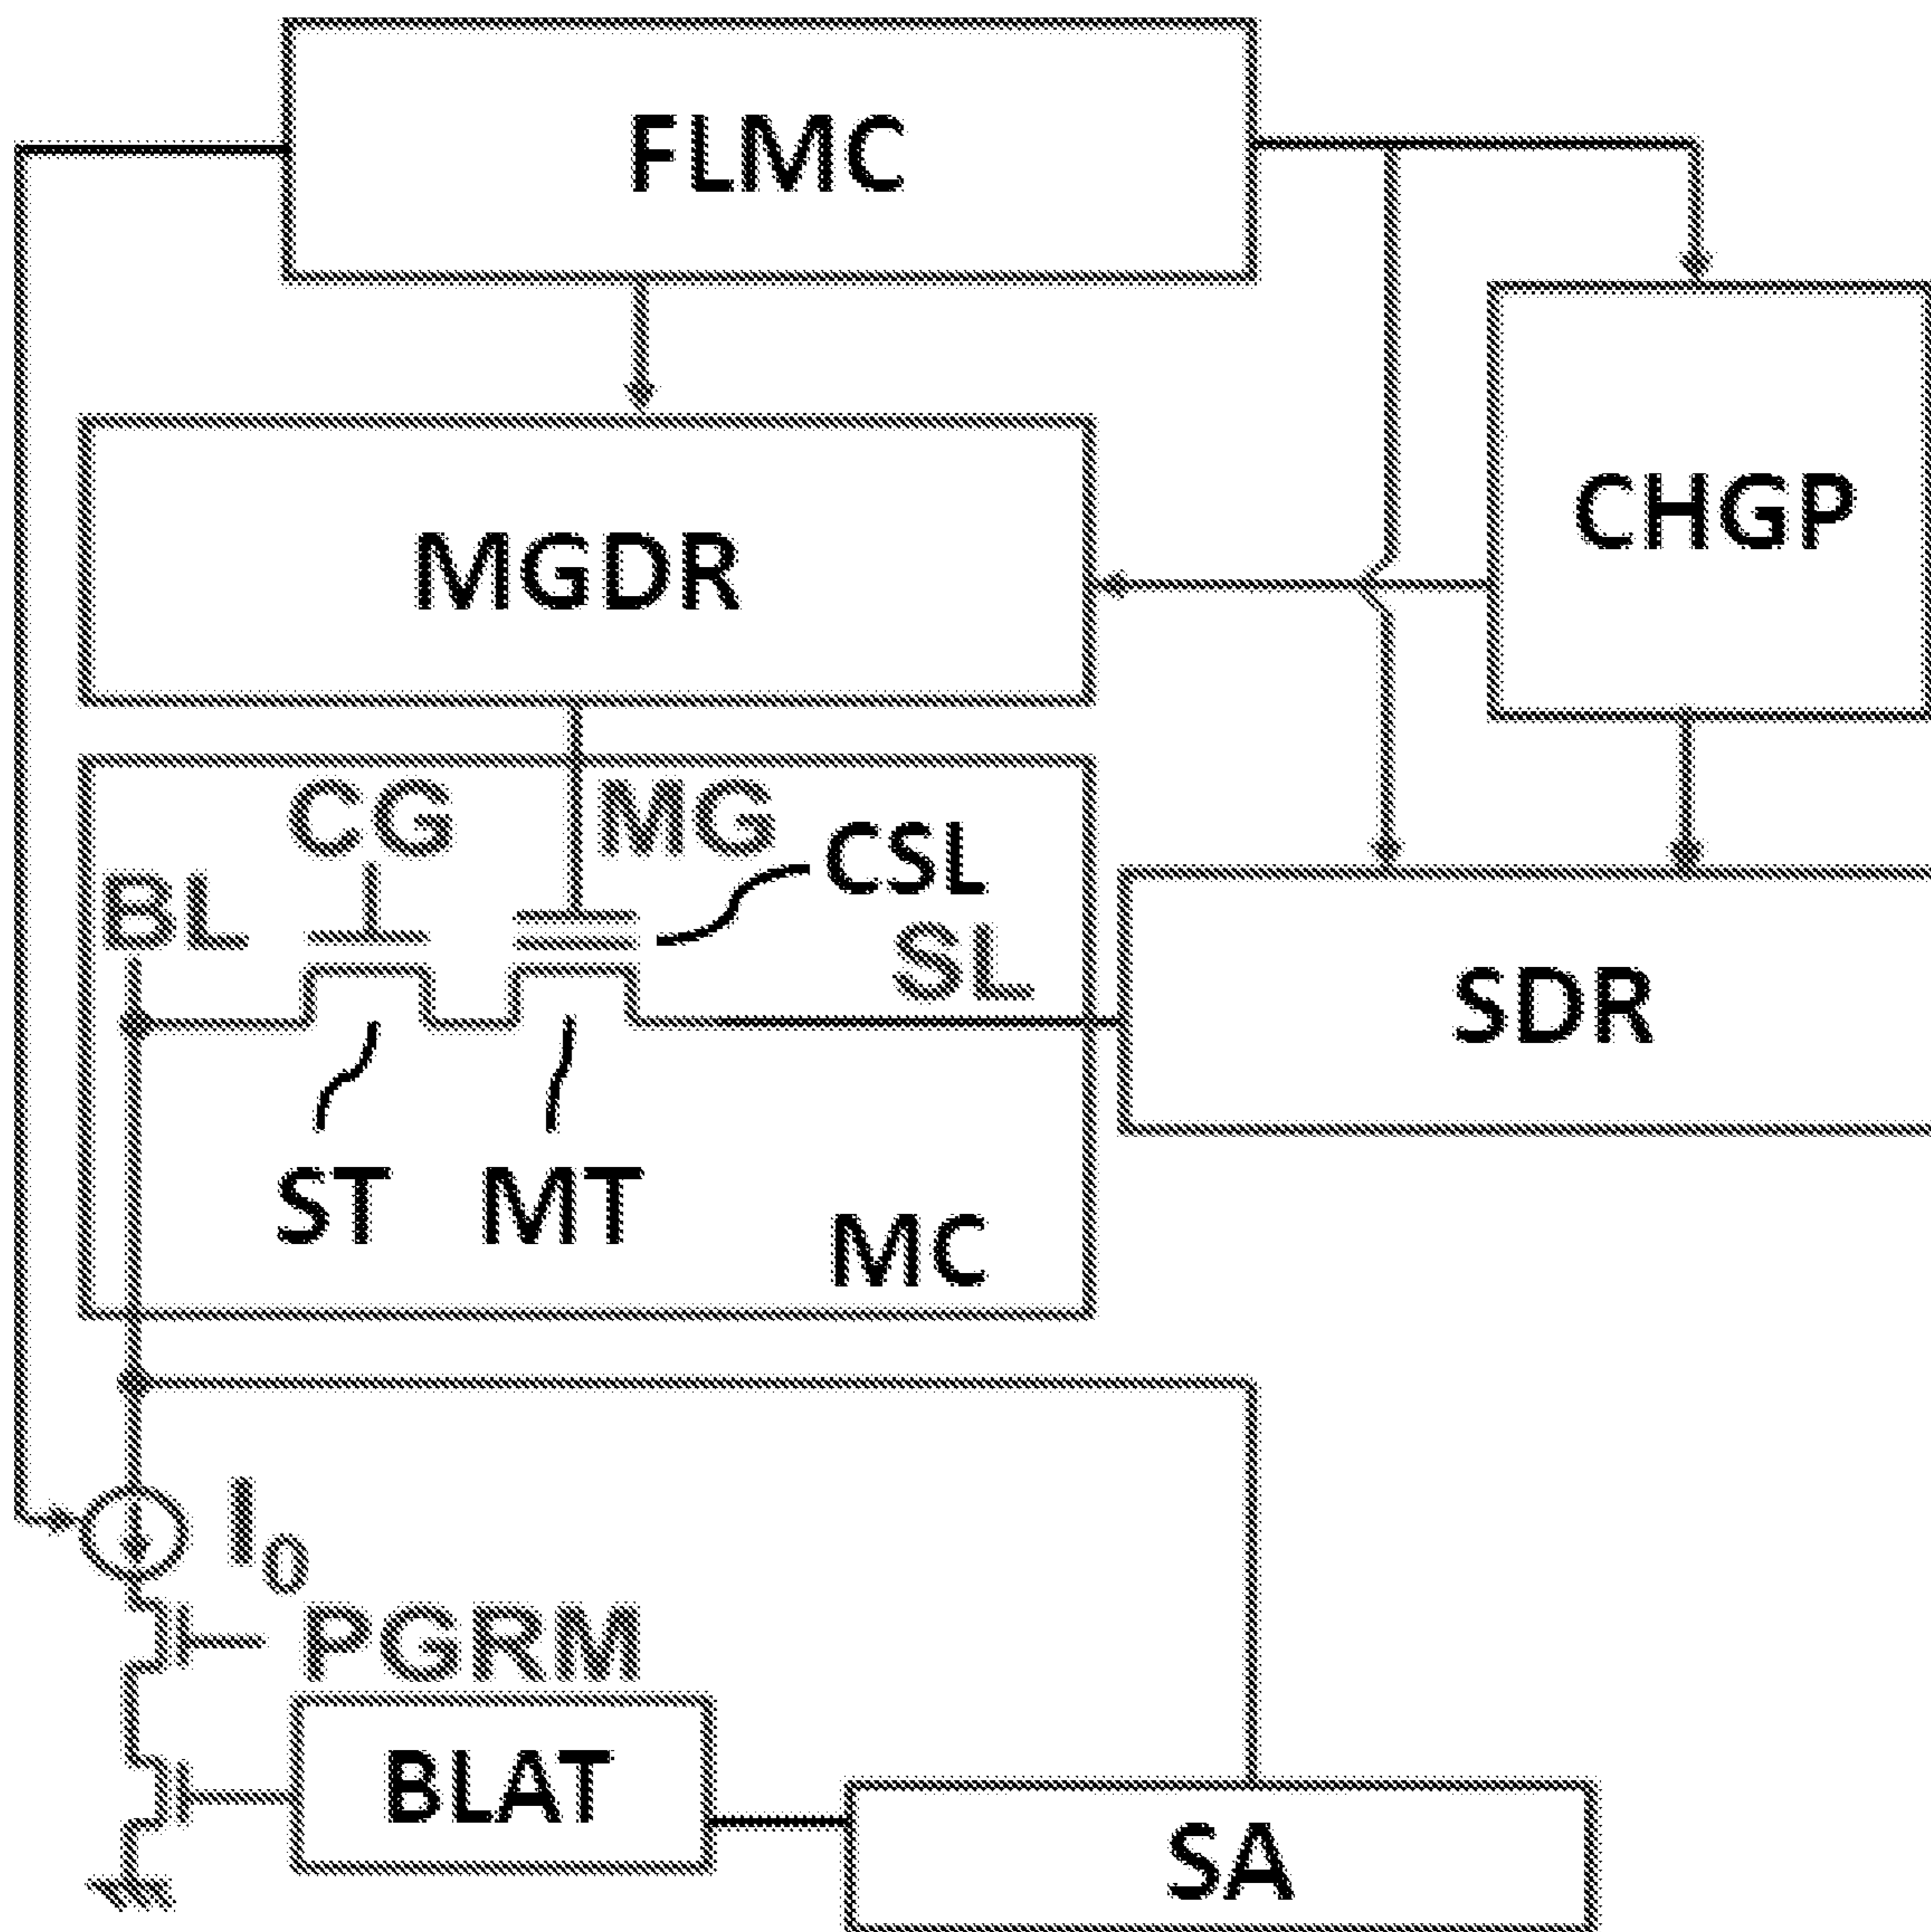 FLMC
CHGP
MGDR
CG
MG
CSL
BL
SL
SDR
ST
MT
MC
I0
PGRM
BLAT
SA